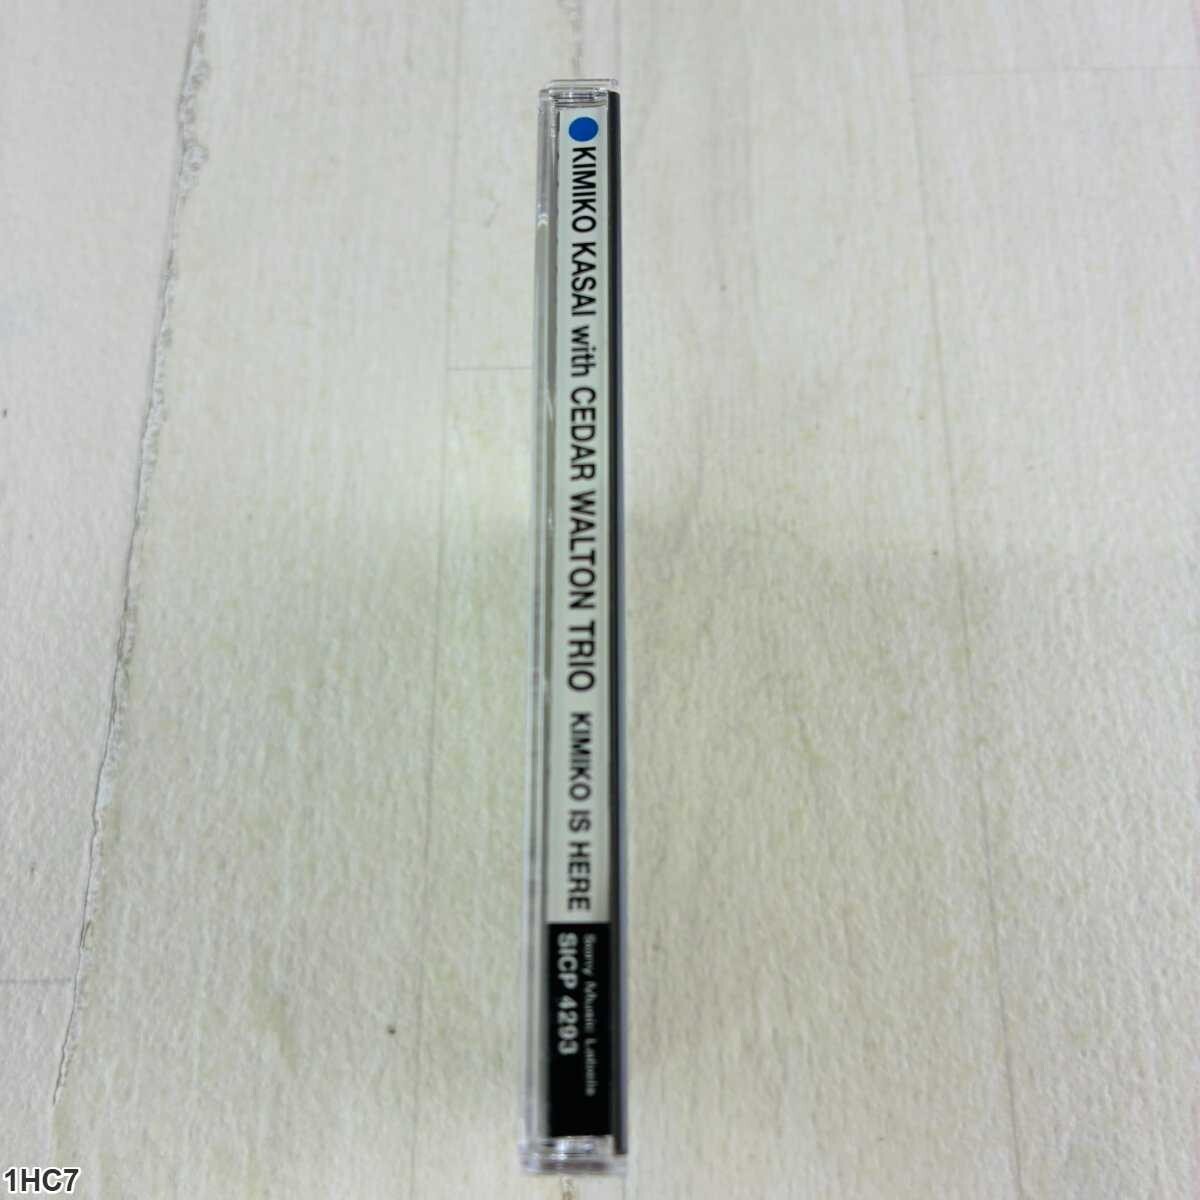 KIMIKO KASAI with CEDAR WALTON TRIO KIMIKO IS HERE
Sony Music Labels
SICP 4293
1HC7